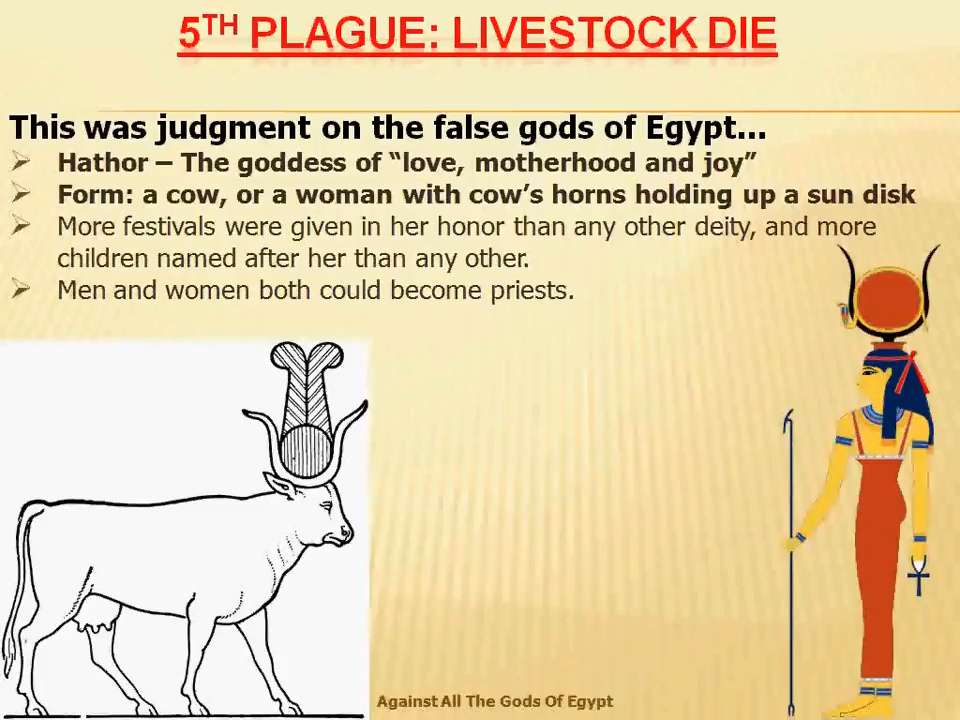 5TH PLAGUE: LIVESTOCK DIE
This was judgment on the false gods of Egypt…
➢ Hathor – The goddess of “love, motherhood and joy”
➢ Form: a cow, or a woman with cow’s horns holding up a sun disk
➢ More festivals were given in her honor than any other deity, and more
children named after her than any other.
➢ Men and women both could become priests.
Against All The Gods Of Egypt